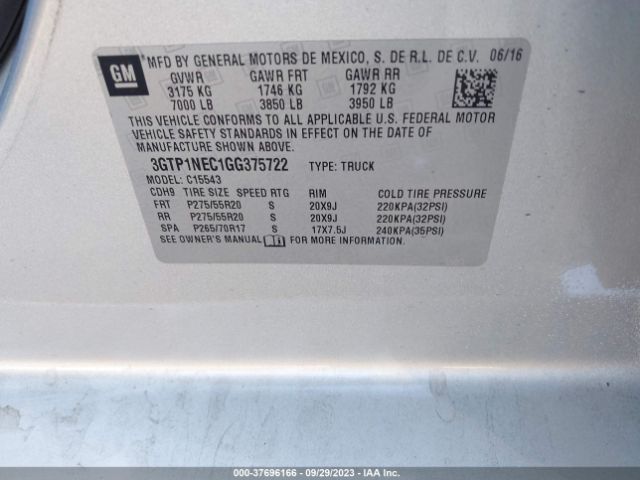 GM
MFD BY GENERAL MOTORS DE MEXICO, S. DE R.L. DE C.V. 06/16
GVWR GAWR FRT GAWR RR
3175 KG 1746 KG 1792 KG
7000 LB 3850 LB 3950 LB
THIS VEHICLE CONFORMS TO ALL APPLICABLE U.S. FEDERAL MOTOR
VEHICLE SAFETY STANDARDS IN EFFECT ON THE DATE OF
MANUFACTURE SHOWN ABOVE.
3GTP1NEC1GG375722 TYPE: TRUCK
MODEL: C15543
CDH9 TIRE SIZE SPEED RTG RIM COLD TIRE PRESSURE
FRT P275/55R20 S 20X9J 220KPA(32PSI)
RR P275/55R20 S 20X9J 220KPA(32PSI)
SPA P265/70R17 S 17X7.5J 240KPA(35PSI)
SEE OWNER'S MANUAL FOR MORE INFORMATION.
000-37696166 • 09/29/2023 • IAA Inc.